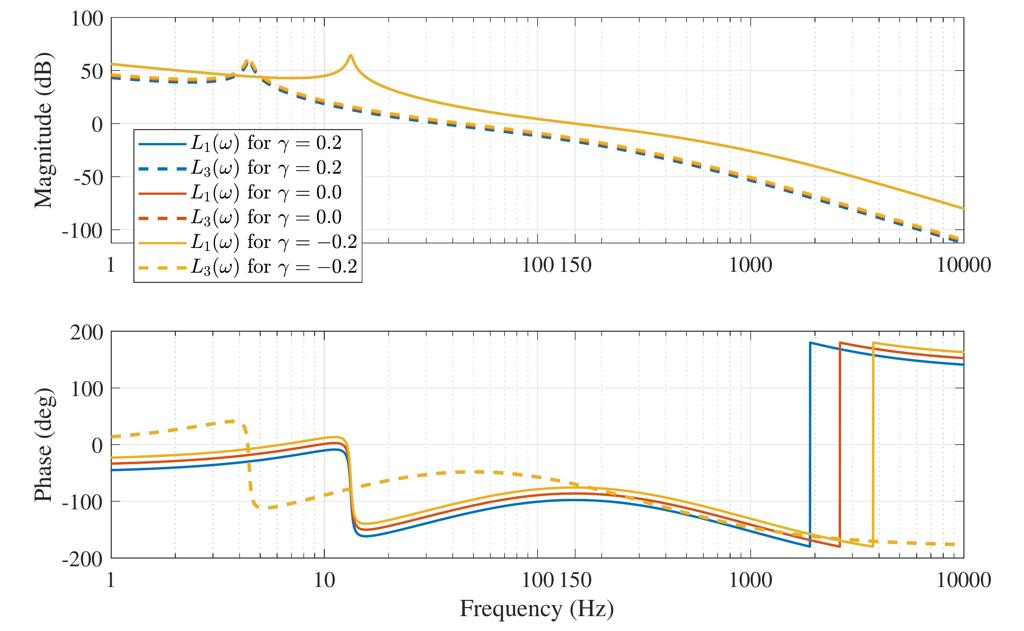 100
50
0
-50
-100
Magnitude (dB)
L₁(ω) for γ = 0.2
L₃(ω) for γ = 0.2
L₁(ω) for γ = 0.0
L₃(ω) for γ = 0.0
L₁(ω) for γ = −0.2
L₃(ω) for γ = −0.2
1 100 150 1000 10000
200
100
0
-100
-200
Phase (deg)
1 10 100 150 1000 10000
Frequency (Hz)